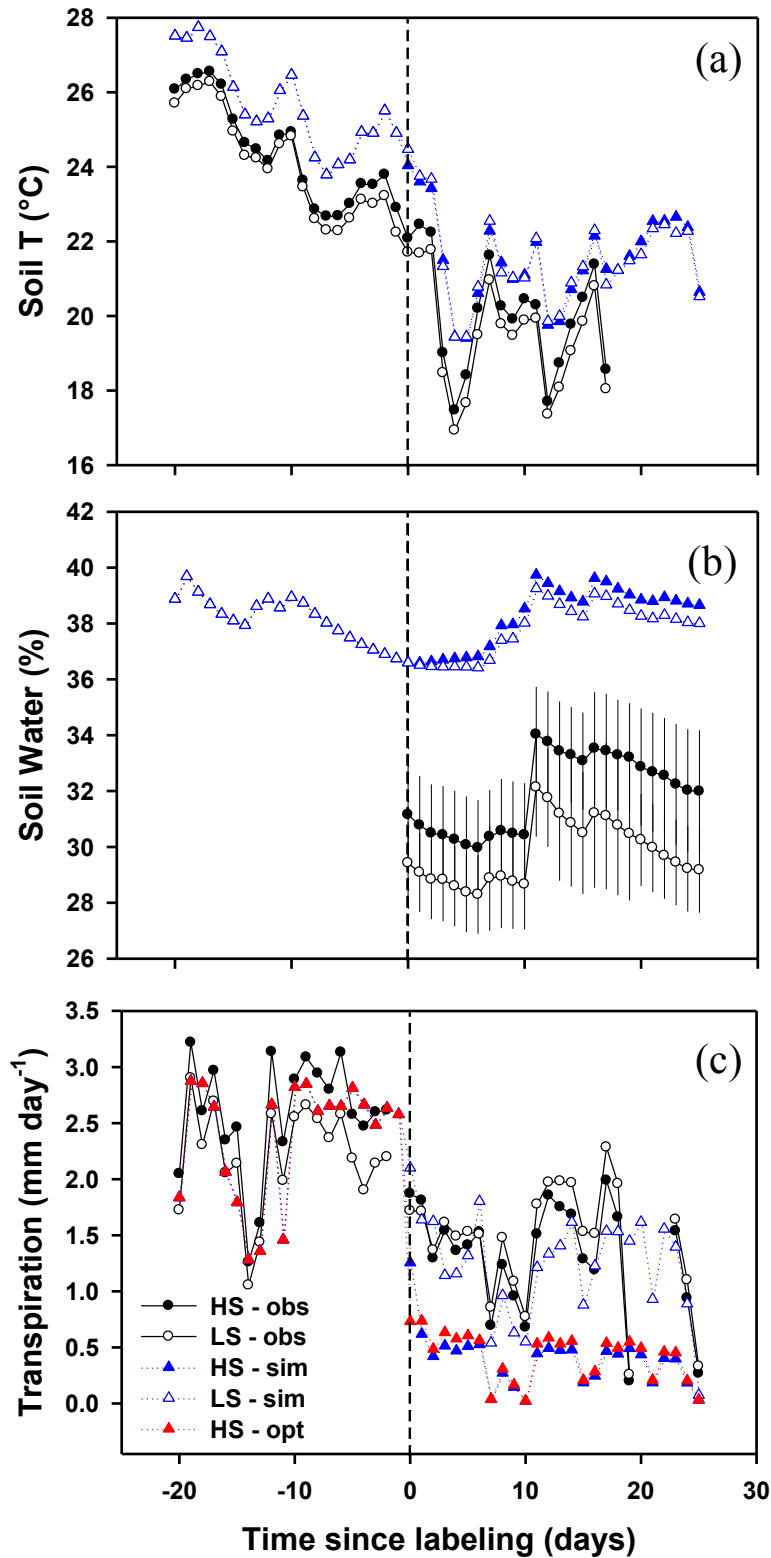 (a)
28
26
24
22
20
18
16
Soil T (°C)
(b)
42
40
38
36
34
32
30
28
26
Soil Water (%)
(c)
3.5
3.0
2.5
2.0
1.5
1.0
0.5
0.0
Transpiration (mm day-1)
HS - obs
LS - obs
HS - sim
LS - sim
HS - opt
-20 -10 0 10 20 30
Time since labeling (days)